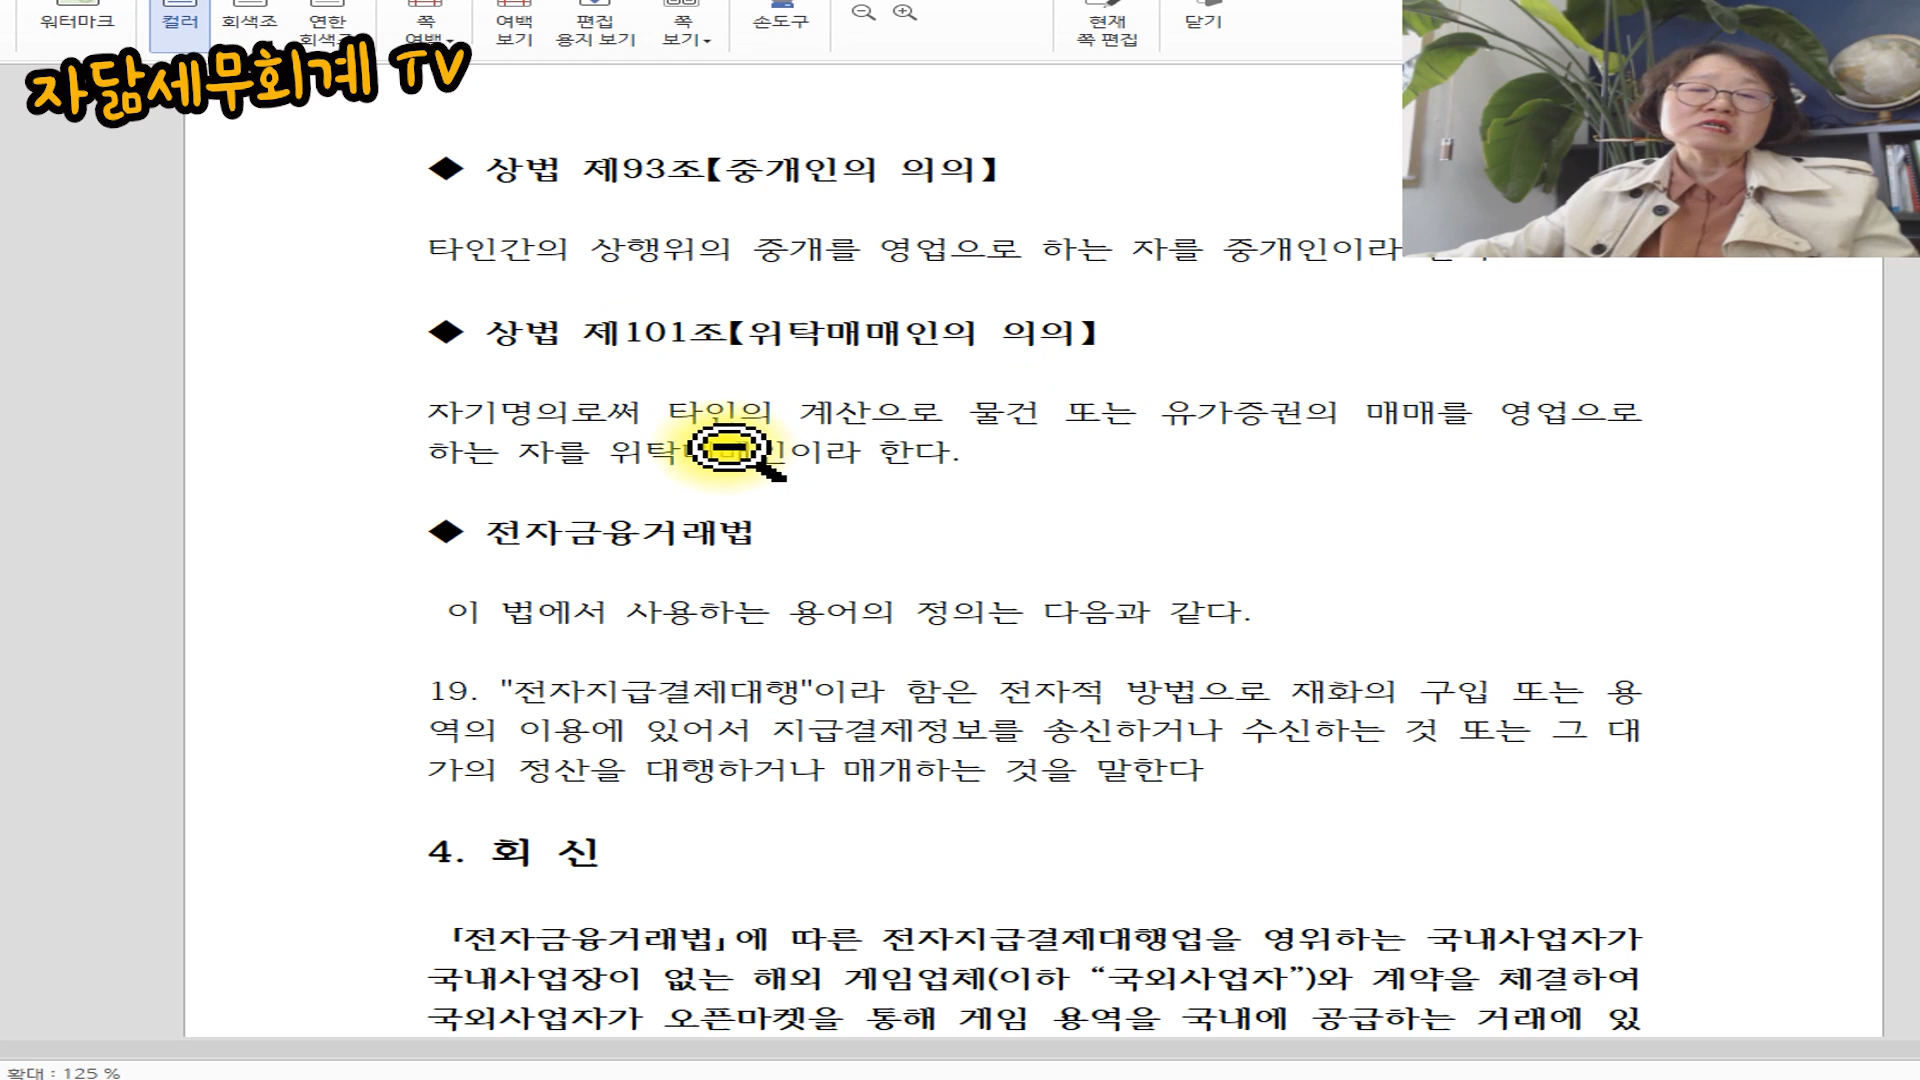 워터마크
컬러
회색조
연한
쪽
여백
보기
편집
용지 보기
쪽
보기
손도구
현재
쪽 편집
닫기
자닮세무회계 TV
◆ 상법 제93조【중개인의 의의】
타인간의 상행위의 중개를 영업으로 하는 자를 중개인이라
◆ 상법 제101조【위탁매매인의 의의】
자기명의로써 타인의 계산으로 물건 또는 유가증권의 매매를 영업으로
하는 자를 한다.
◆ 전자금융거래법
이 법에서 사용하는 용어의 정의는 다음과 같다.
19. "전자지급결제대행"이라 함은 전자적 방법으로 재화의 구입 또는 용
역의 이용에 있어서 지급결제정보를 송신하거나 수신하는 것 또는 그 대
가의 정산을 대행하거나 매개하는 것을 말한다
4. 회 신
「전자금융거래법」에 따른 전자지급결제대행업을 영위하는 국내사업자가
국내사업장이 없는 해외 게임업체(이하 “국외사업자”)와 계약을 체결하여
국외사업자가 오픈마켓을 통해 게임 용역을 국내에 공급하는 거래에 있
확대 : 125 %